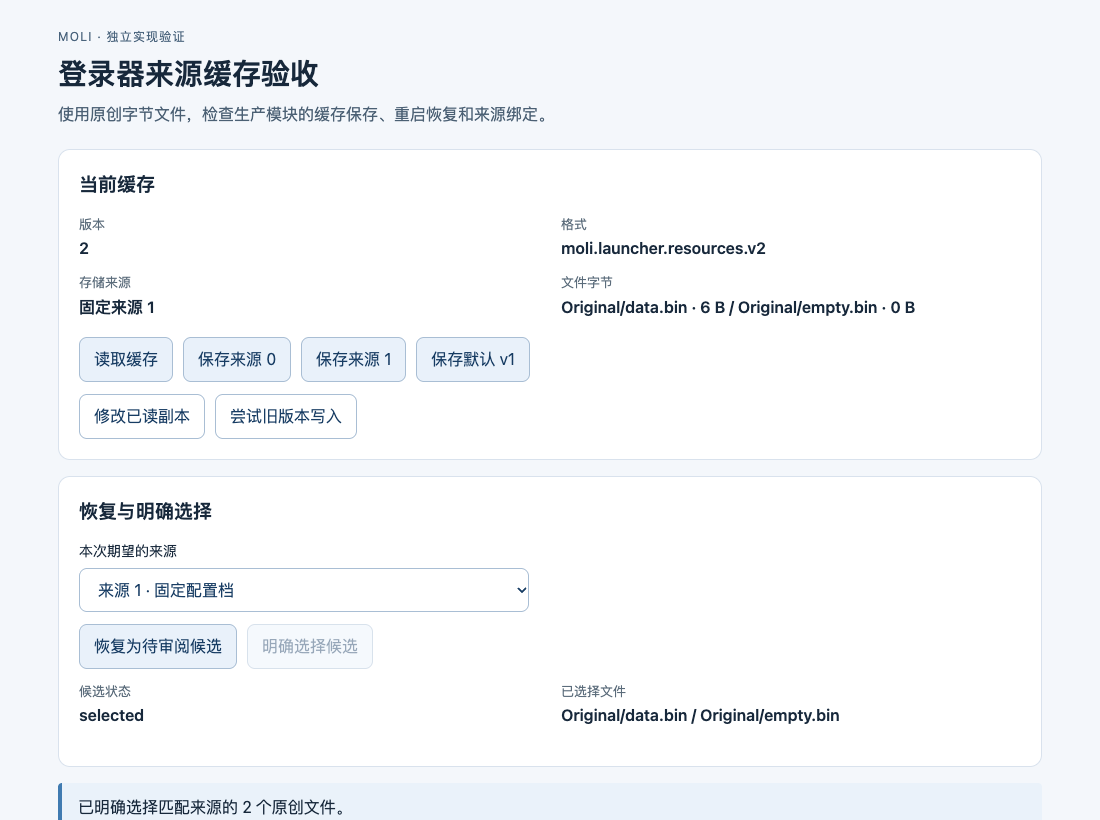 MOLI · 独立实现验证
登录器来源缓存验收
使用原创字节文件，检查生产模块的缓存保存、重启恢复和来源绑定。
当前缓存
版本
格式
2
moli.launcher.resources.v2
存储来源
文件字节
固定来源 1
Original/data.bin · 6 B / Original/empty.bin · 0 B
读取缓存
保存来源 0
保存来源 1
保存默认 v1
修改已读副本
尝试旧版本写入
恢复与明确选择
本次期望的来源
来源 1 · 固定配置档
恢复为待审阅候选
明确选择候选
候选状态
已选择文件
selected
Original/data.bin / Original/empty.bin
已明确选择匹配来源的 2 个原创文件。